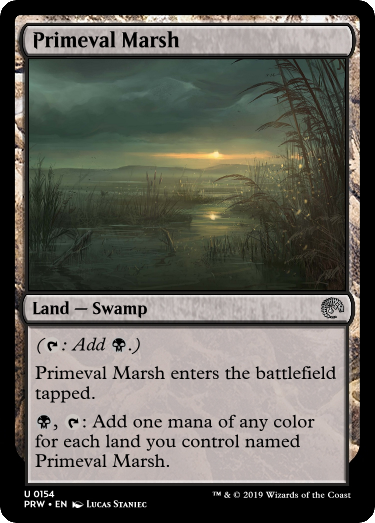 Primeval Marsh
Land — Swamp
(: Add .)
Primeval Marsh enters the battlefield
tapped.
, : Add one mana of any color
for each land you control named
Primeval Marsh.
U 0154
PRW • EN Lucas Staniec
™ & © 2019 Wizards of the Coast